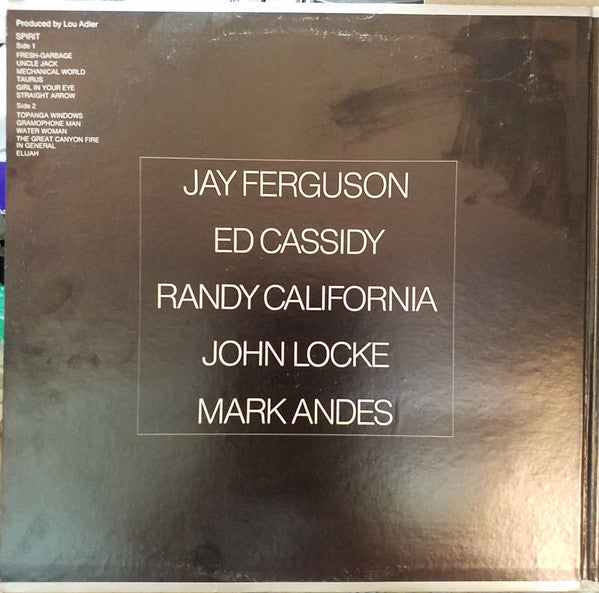 Produced by Lou Adler
SPIRIT
Side 1
FRESH-GARBAGE
UNCLE JACK
MECHANICAL WORLD
TAURUS
GIRL IN YOUR EYE
STRAIGHT ARROW
Side 2
TOPANGA WINDOWS
GRAMOPHONE MAN
WATER WOMAN
THE GREAT CANYON FIRE
IN GENERAL
ELIJAH
JAY FERGUSON
ED CASSIDY
RANDY CALIFORNIA
JOHN LOCKE
MARK ANDES